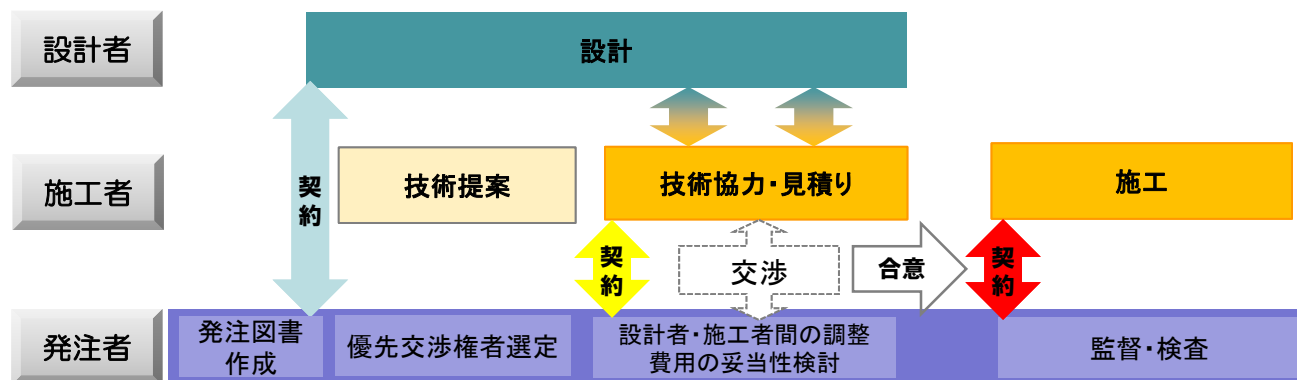 設計者
設計
施工者
契
約
技術提案
技術協力・見積り
施工
契
約
交渉
合意
契
約
発注者
発注図書
作成
優先交渉権者選定
設計者・施工者間の調整
費用の妥当性検討
監督・検査